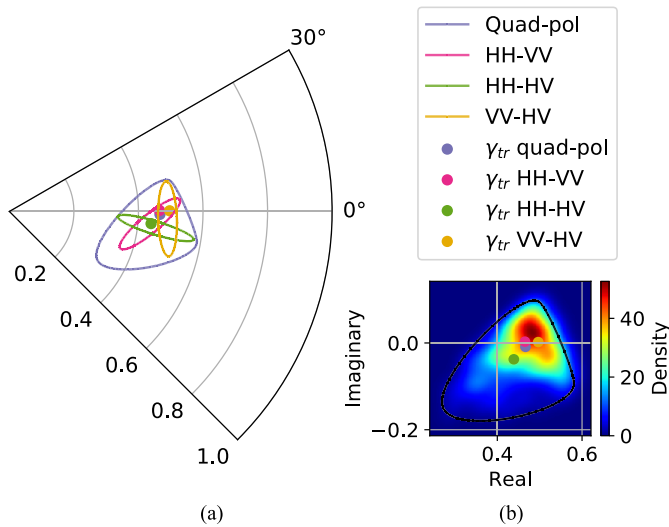 30°
0°
0.2
0.4
0.6
0.8
1.0
(a)
Quad-pol
HH-VV
HH-HV
VV-HV
γtr quad-pol
γtr HH-VV
γtr HH-HV
γtr VV-HV
Imaginary
0.0
−0.2
0.4
0.6
Real
40
20
0
Density
(b)